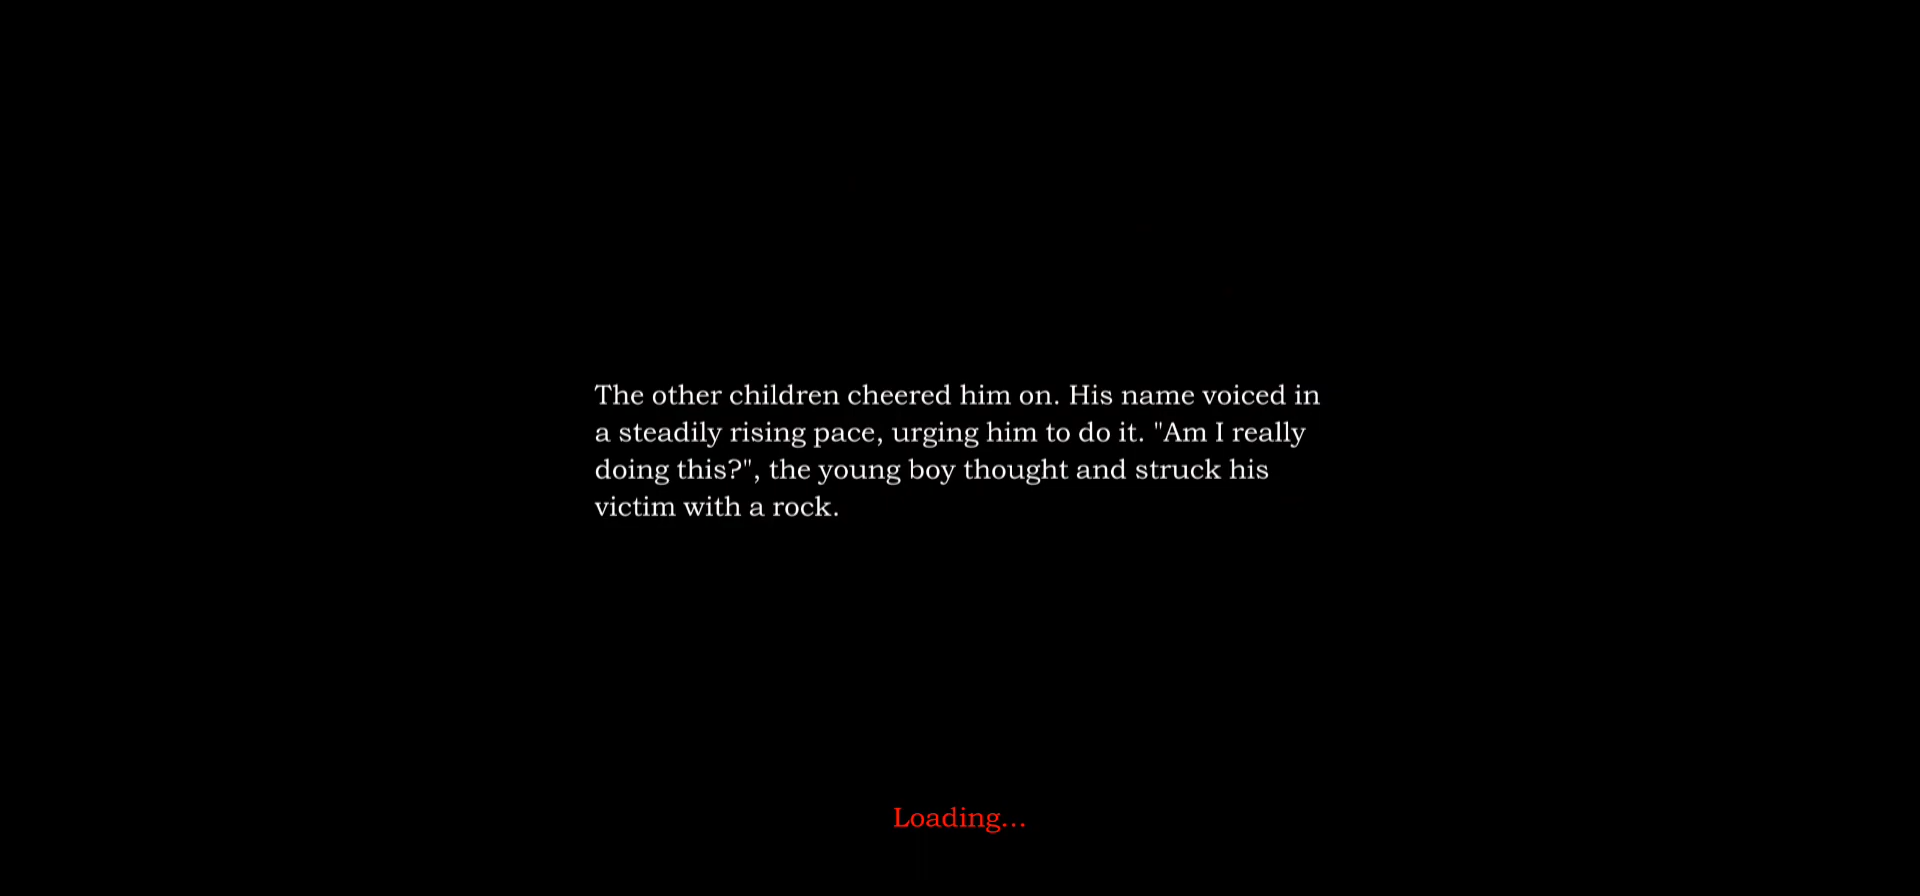 The other children cheered him on. His name voiced in
a steadily rising pace, urging him to do it. "Am I really
doing this?", the young boy thought and struck his
victim with a rock.
Loading...